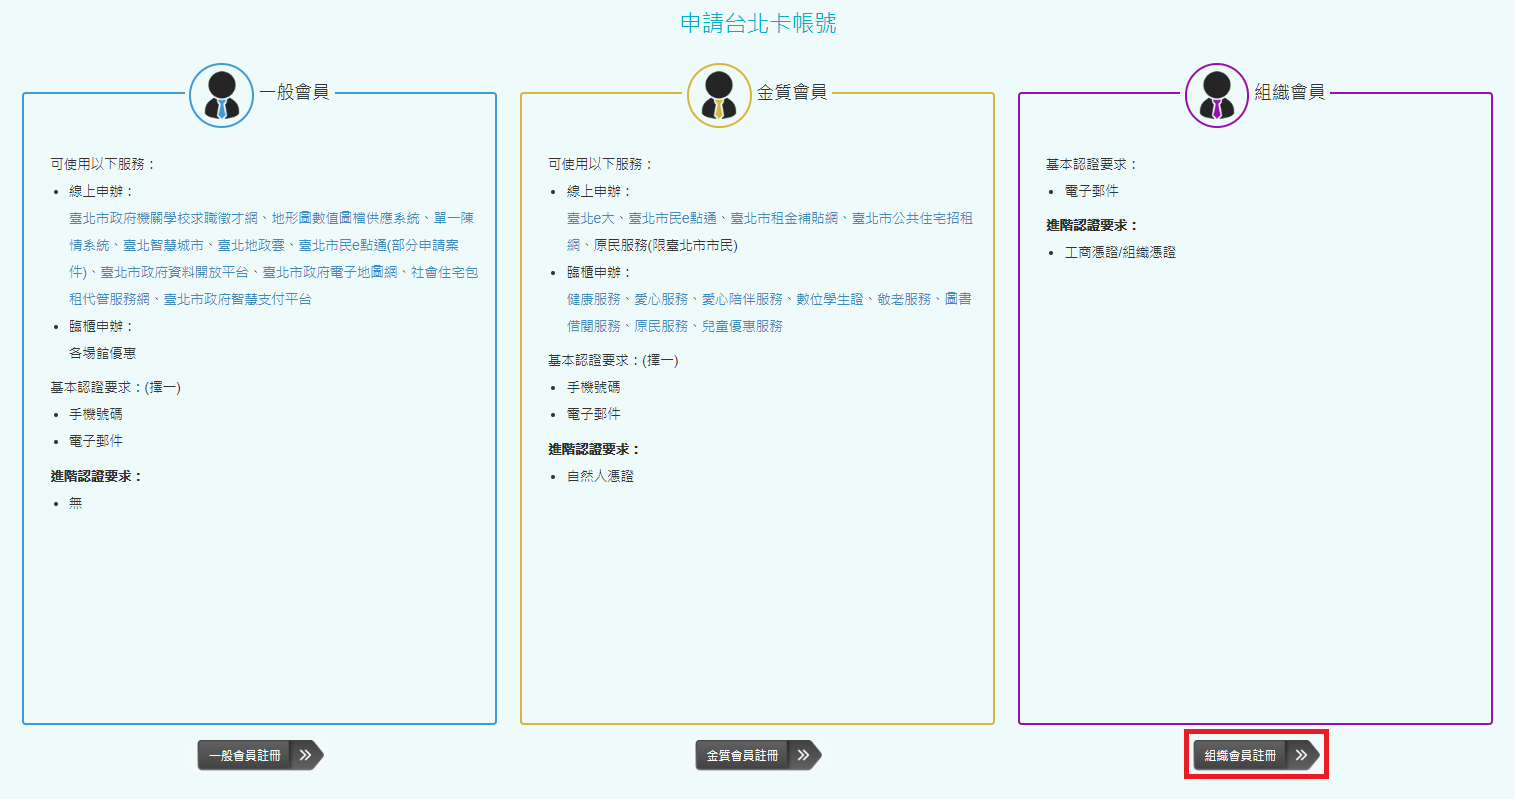 申請台北卡帳號
一般會員
可使用以下服務：
線上申辦：
臺北市政府機關學校求職徵才網、地形圖數值圖檔供應系統、單一陳
情系統、臺北智慧城市、臺北地政雲、臺北市民e點通(部分申請案
件)、臺北市政府資料開放平台、臺北市政府電子地圖網、社會住宅包
租代管服務網、臺北市政府智慧支付平台
臨櫃申辦：
各場館優惠
基本認證要求：(擇一)
手機號碼
電子郵件
進階認證要求：
無
一般會員註冊
金質會員
可使用以下服務：
線上申辦：
臺北e大、臺北市民e點通、臺北市租金補貼網、臺北市公共住宅招租
網、原民服務(限臺北市市民)
臨櫃申辦：
健康服務、愛心服務、愛心陪伴服務、數位學生證、敬老服務、圖書
借閱服務、原民服務、兒童優惠服務
基本認證要求：(擇一)
手機號碼
電子郵件
進階認證要求：
自然人憑證
金質會員註冊
組織會員
基本認證要求：
電子郵件
進階認證要求：
工商憑證/組織憑證
組織會員註冊